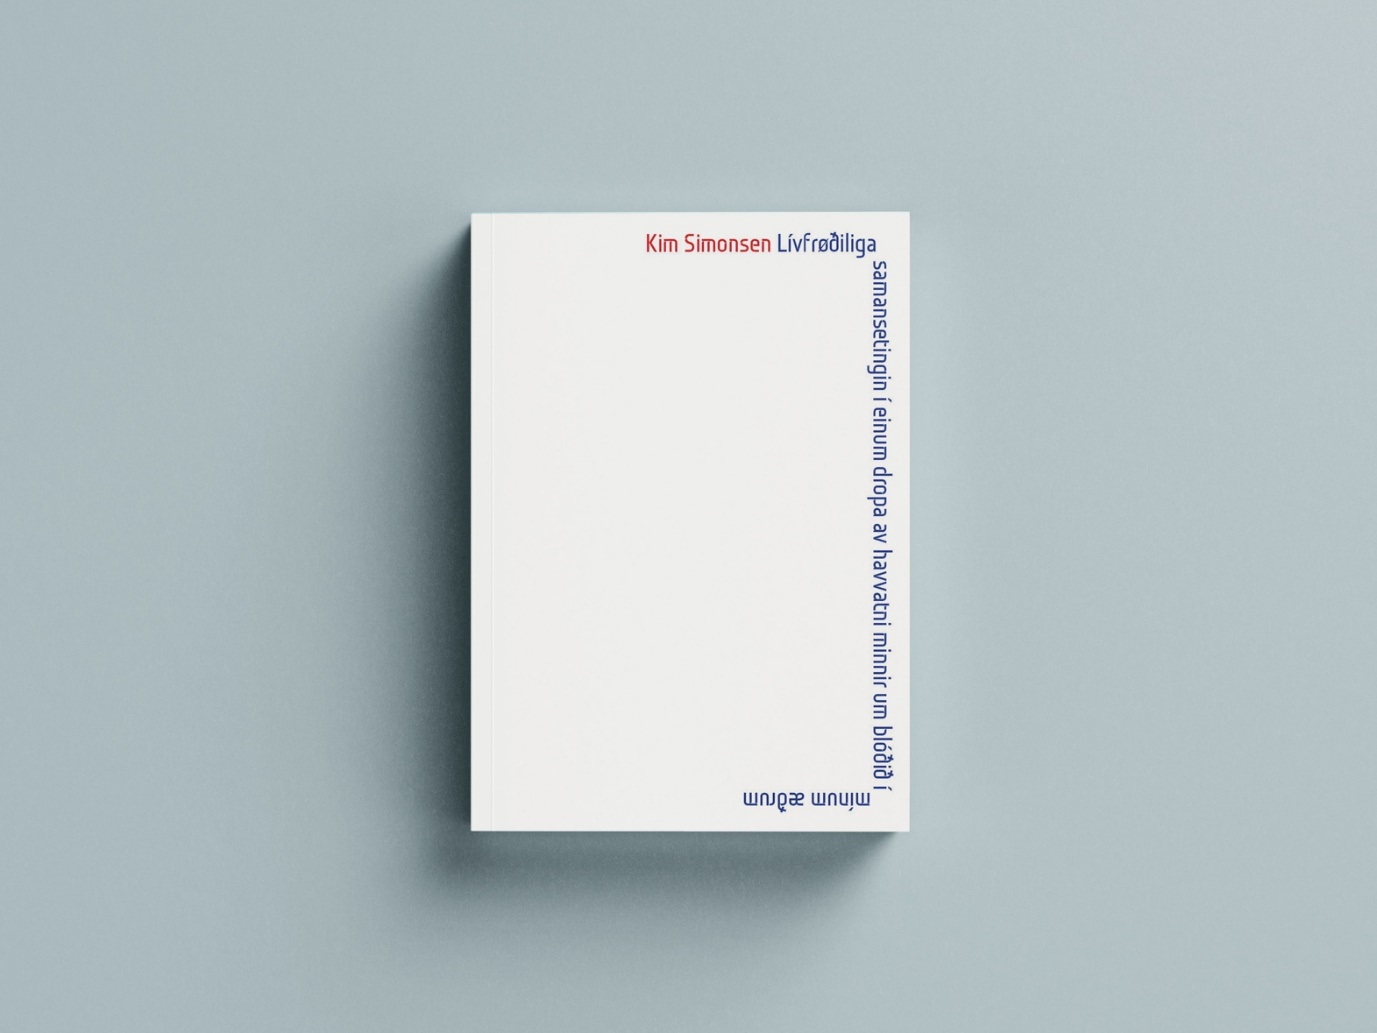 Kim Simonsen Lívfrøðiliga
samansetingin í einum dropa av havvatni minnir um blóðið í
mínum æðrum